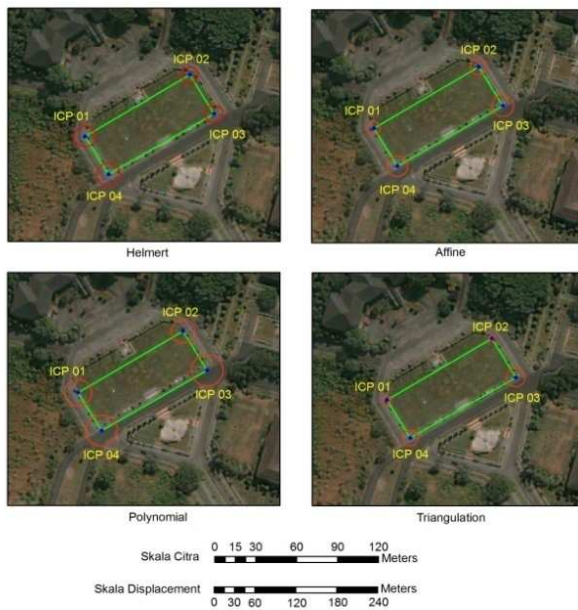 ICP 02
ICP 01
ICP 03
ICP 04
Helmert
ICP 02
ICP 01
ICP 03
ICP 04
Affine
ICP 02
ICP 01
ICP 03
ICP 04
Polynomial
ICP 02
ICP 01
ICP 03
ICP 04
Triangulation
0 15 30 60 90 120
Skala Citra Meters
Skala Displacement Meters
0 30 60 120 180 240